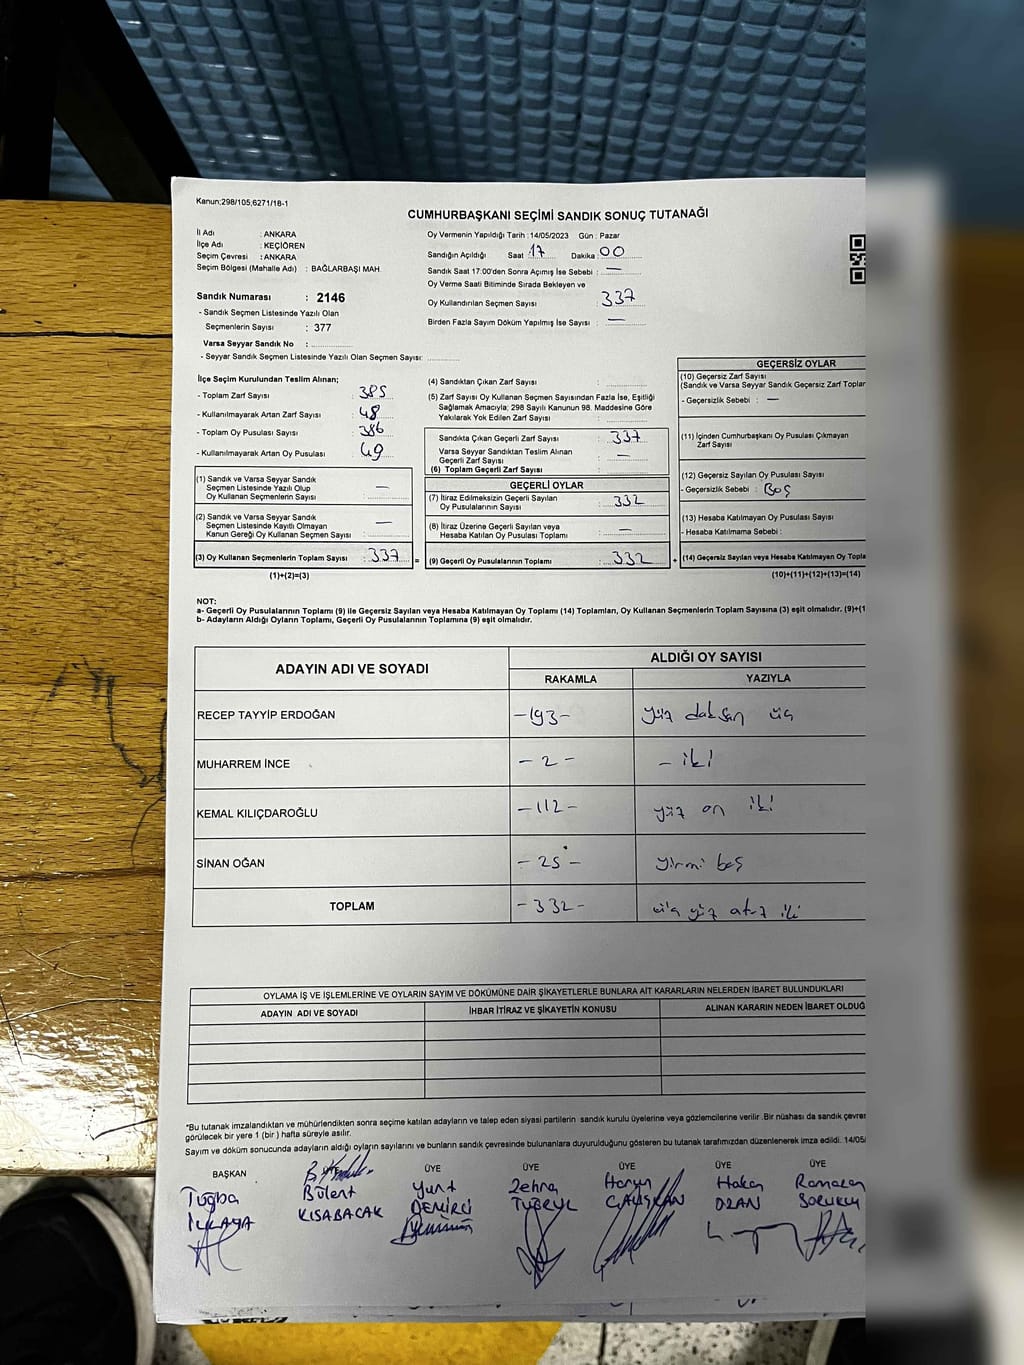 Kanun;298/105;6271/18-1
CUMHURBAŞKANI SEÇİMİ SANDIK SONUÇ TUTANAĞI
İl Adı : ANKARA
İlçe Adı : KEÇİÖREN
Seçim Çevresi : ANKARA
Seçim Bölgesi (Mahalle Adı) : BAĞLARBAŞI MAH.
Sandık Numarası : 2146
- Sandık Seçmen Listesinde Yazılı Olan
Seçmenlerin Sayısı : 377
Varsa Seyyar Sandık No :
- Seyyar Sandık Seçmen Listesinde Yazılı Olan Seçmen Sayısı:
Oy Vermenin Yapıldığı Tarih :14/05/2023 Gün : Pazar
Sandığın Açıldığı Saat : 17 Dakika : 00
Sandık Saat 17:00'den Sonra Açımış İse Sebebi : —
Oy Verme Saati Bitiminde Sırada Bekleyen ve
Oy Kullandırılan Seçmen Sayısı : 337
Birden Fazla Sayım Döküm Yapılmış İse Sayısı : —
İlçe Seçim Kurulundan Teslim Alınan;
- Toplam Zarf Sayısı : 385
- Kullanılmayarak Artan Zarf Sayısı : 48
- Toplam Oy Pusulası Sayısı : 386
- Kullanılmayarak Artan Oy Pusulası : 49
(1) Sandık ve Varsa Seyyar Sandık
Seçmen Listesinde Yazılı Olup
Oy Kullanan Seçmenlerin Sayısı : —
(2) Sandık ve Varsa Seyyar Sandık
Seçmen Listesinde Kayıtlı Olmayan
Kanun Gereği Oy Kullanan Seçmen Sayısı : —
(3) Oy Kullanan Seçmenlerin Toplam Sayısı : 337 =
(1)+(2)=(3)
(4) Sandıktan Çıkan Zarf Sayısı :
(5) Zarf Sayısı Oy Kullanan Seçmen Sayısından Fazla İse, Eşitliği
Sağlamak Amacıyla; 298 Sayılı Kanunun 98. Maddesine Göre
Yakılarak Yok Edilen Zarf Sayısı :
Sandıkta Çıkan Geçerli Zarf Sayısı : 337
Varsa Seyyar Sandıktan Teslim Alınan
Geçerli Zarf Sayısı : —
(6) Toplam Geçerli Zarf Sayısı :
GEÇERLİ OYLAR
(7) İtiraz Edilmeksizin Geçerli Sayılan
Oy Pusulalarının Sayısı : 332
(8) İtiraz Üzerine Geçerli Sayılan veya
Hesaba Katılan Oy Pusulası Toplamı : —
(9) Geçerli Oy Pusulalarının Toplamı : 332 +
GEÇERSİZ OYLAR
(10) Geçersiz Zarf Sayısı
(Sandık ve Varsa Seyyar Sandık Geçersiz Zarf Toplar
- Geçersizlik Sebebi : —
(11) İçinden Cumhurbaşkanı Oy Pusulası Çıkmayan
Zarf Sayısı
(12) Geçersiz Sayılan Oy Pusulası Sayısı
- Geçersizlik Sebebi : Boş
(13) Hesaba Katılmayan Oy Pusulası Sayısı
- Hesaba Katılmama Sebebi :
(14) Geçersiz Sayılan veya Hesaba Katılmayan Oy Topla
(10)+(11)+(12)+(13)=(14)
NOT:
a- Geçerli Oy Pusulalarının Toplamı (9) ile Geçersiz Sayılan veya Hesaba Katılmayan Oy Toplamı (14) Toplamları, Oy Kullanan Seçmenlerin Toplam Sayısına (3) eşit olmalıdır. (9)+(1
b- Adayların Aldığı Oyların Toplamı, Geçerli Oy Pusulalarının Toplamına (9) eşit olmalıdır.
ADAYIN ADI VE SOYADI
ALDIĞI OY SAYISI
RAKAMLA YAZIYLA
RECEP TAYYİP ERDOĞAN -193- yüz doksan üç
MUHARREM İNCE - 2 - - iki
KEMAL KILIÇDAROĞLU -112- yüz on iki
SİNAN OĞAN - 25 - yirmi beş
TOPLAM -332- üç yüz otuz iki
OYLAMA İŞ VE İŞLEMLERİNE VE OYLARIN SAYIM VE DÖKÜMÜNE DAİR ŞİKAYETLERLE BUNLARA AİT KARARLARIN NELERDEN İBARET BULUNDUKLARI
ADAYIN ADI VE SOYADI İHBAR İTİRAZ VE ŞİKAYETİN KONUSU ALINAN KARARIN NEDEN İBARET OLDUĞ
*Bu tutanak imzalandıktan ve mühürlendikten sonra seçime katılan adayların ve talep eden siyasi partilerin sandık kurulu üyelerine veya gözlemcilerine verilir .Bir nüshası da sandık çevres
görülecek bir yere 1 (bir ) hafta süreyle asılır.
Sayım ve döküm sonucunda adayların aldığı oyların sayılarını ve bunların sandık çevresinde bulunanlara duyurulduğunu gösteren bu tutanak tarafımızdan düzenlenerek imza edildi. 14/05/
BAŞKAN ÜYE ÜYE ÜYE ÜYE ÜYE
Tuğba Bülent Yurt Zehra Harun Hakan Ramazan
KISABACAK DEMİRCİ TUĞRUL ÇALIŞKAN